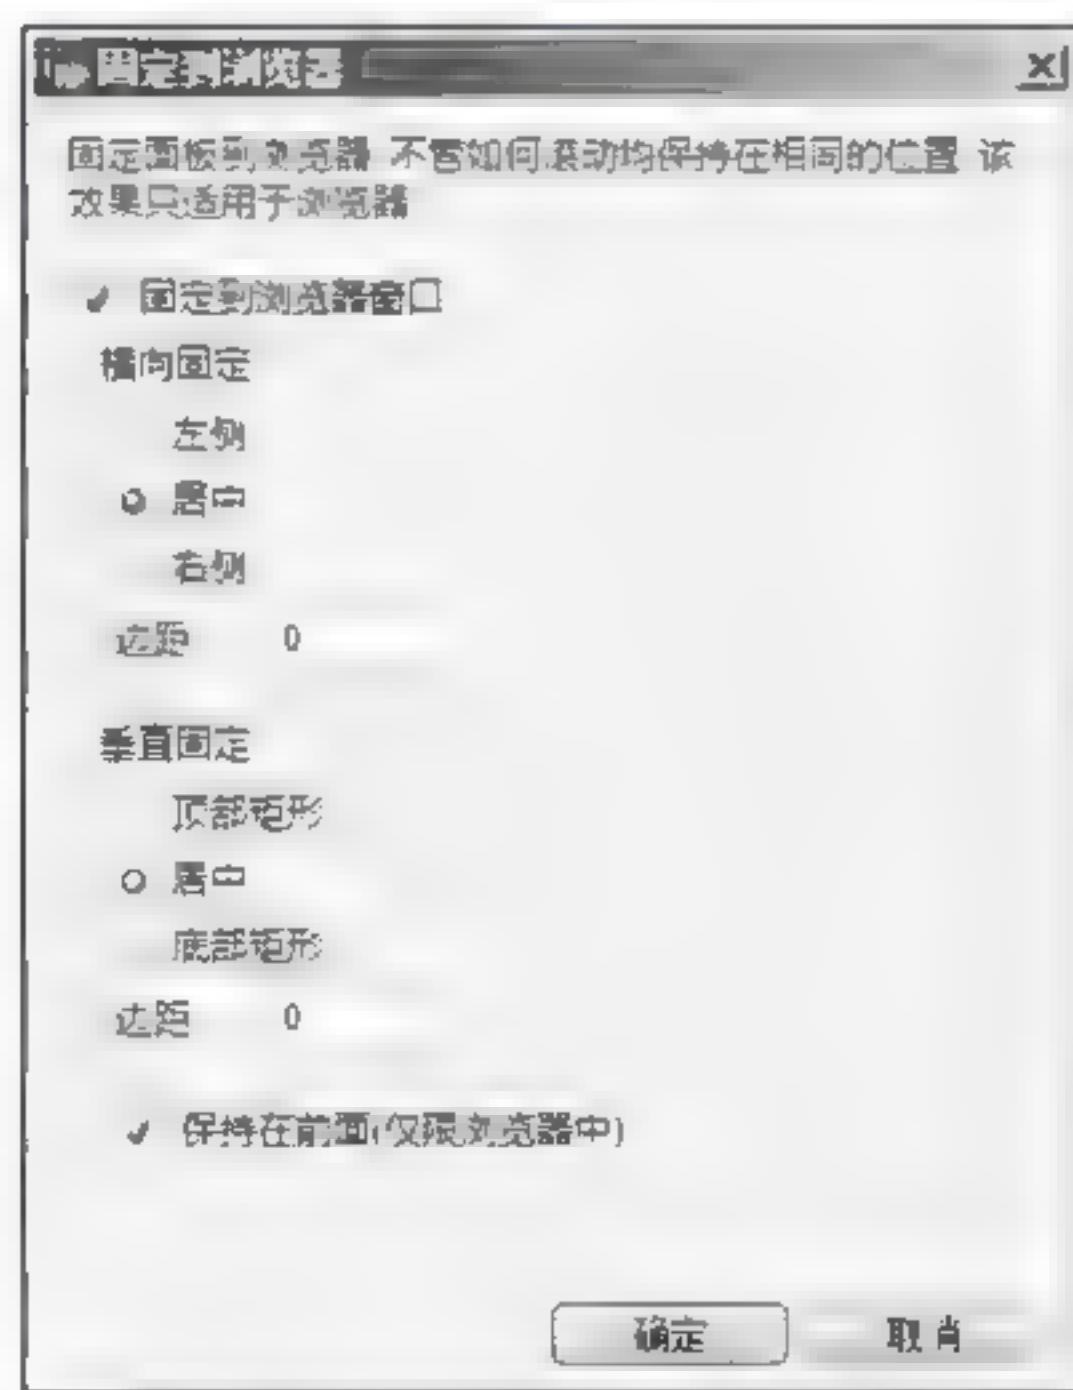 固定到浏览器
固定面板到浏览器 不管如何滚动均保持在相同的位置 该
效果只适用于浏览器
固定到浏览器窗口
横向固定
左侧
居中
右侧
边距 0
垂直固定
顶部矩形
居中
底部矩形
边距 0
保持在前面(仅限浏览器中)
确定 取消